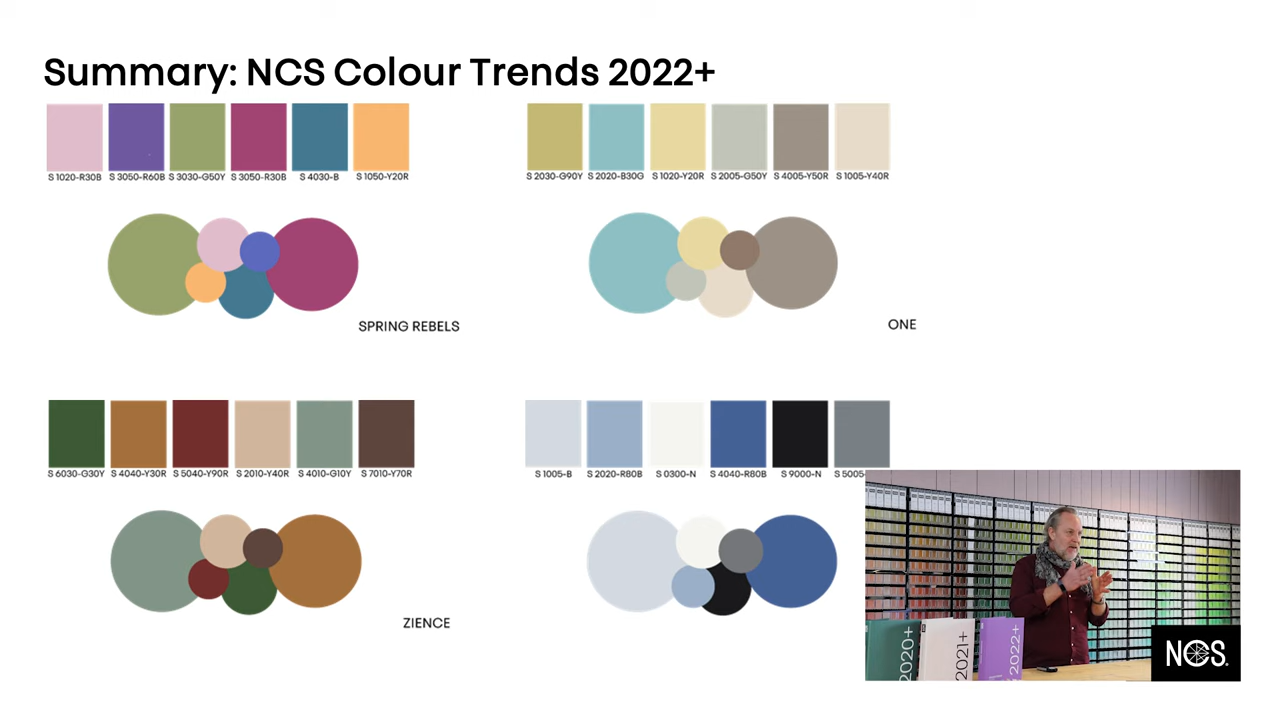 Summary: NCS Colour Trends 2022+
S 1020-R30B S 3050-R60B S 3030-G50Y S 3050-R30B S 4030-B S 1050-Y20R
SPRING REBELS
S 2030-G90Y S 2020-B30G S 1020-Y20R S 2005-G50Y S 4005-Y50R S 1005-Y40R
ONE
S 6030-G30Y S 4040-Y30R S 5040-Y90R S 2010-Y40R S 4010-G10Y S 7010-Y70R
ZIENCE
S 1005-B S 2020-R80B S 0300-N S 4040-R80B S 9000-N S 5005-
2020+
2021+
2022+
NCS